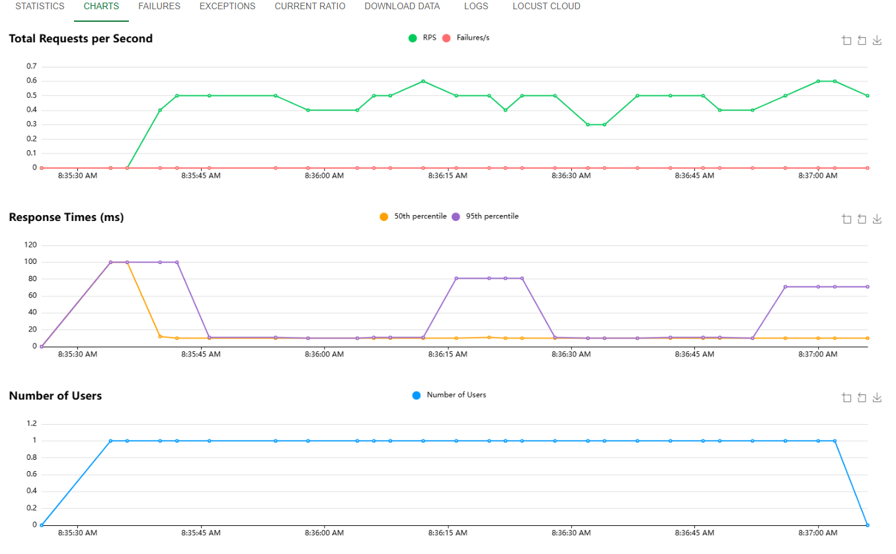 STATISTICS CHARTS FAILURES EXCEPTIONS CURRENT RATIO DOWNLOAD DATA LOGS LOCUST CLOUD
Total Requests per Second
RPS Failures/s
0.7
0.6
0.5
0.4
0.3
0.2
0.1
0
8:35:30 AM 8:35:45 AM 8:36:00 AM 8:36:15 AM 8:36:30 AM 8:36:45 AM 8:37:00 AM
Response Times (ms)
50th percentile 95th percentile
120
100
80
60
40
20
0
8:35:30 AM 8:35:45 AM 8:36:00 AM 8:36:15 AM 8:36:30 AM 8:36:45 AM 8:37:00 AM
Number of Users
Number of Users
1.2
1
0.8
0.6
0.4
0.2
0
8:35:30 AM 8:35:45 AM 8:36:00 AM 8:36:15 AM 8:36:30 AM 8:36:45 AM 8:37:00 AM